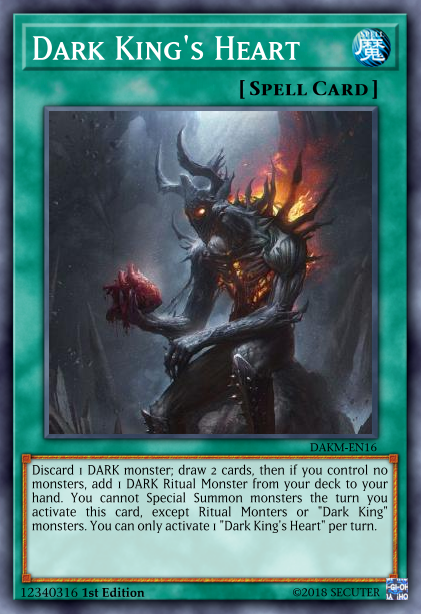 Dark King's Heart
魔
[ Spell Card ]
DAKM-EN16
Discard 1 DARK monster; draw 2 cards, then if you control no
monsters, add 1 DARK Ritual Monster from your deck to your
hand. You cannot Special Summon monsters the turn you
activate this card, except Ritual Monters or "Dark King"
monsters. You can only activate 1 "Dark King's Heart" per turn.
12340316 1st Edition
©2018 SECUTER